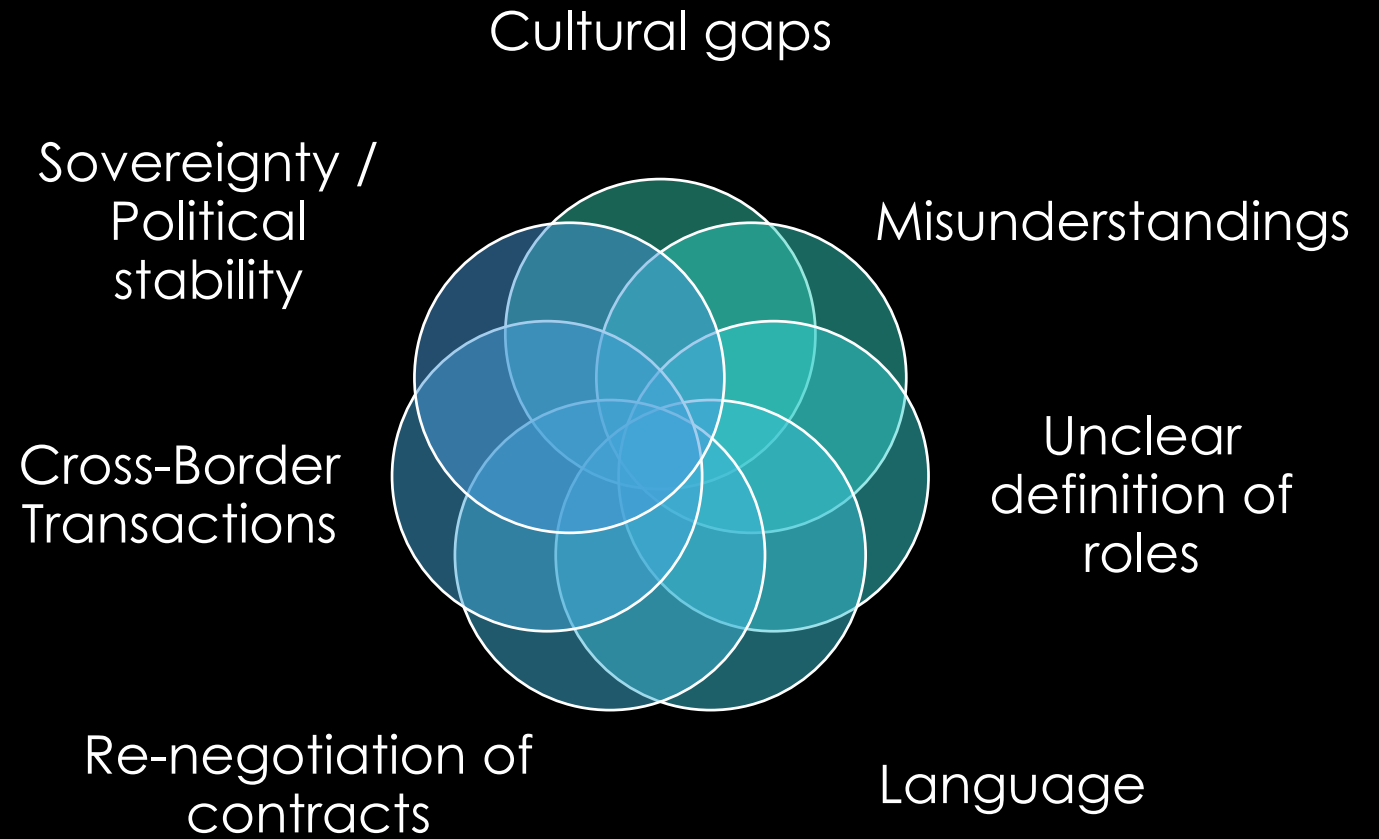 Cultural gaps
Misunderstandings
Unclear
definition of
roles
Language
Re-negotiation of
contracts
Cross-Border
Transactions
Sovereignty /
Political
stability